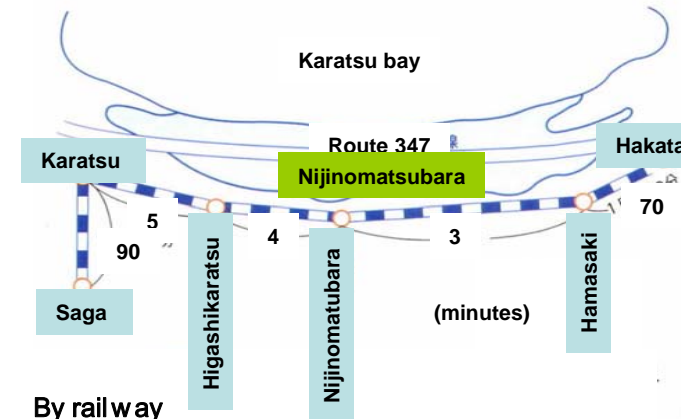 Karatsu bay
Route 347
Karatsu
Hakata
Nijinomatsubara
5
4
3
70
90
Saga
(minutes)
Higashikaratsu
Nijinomatubara
Hamasaki
By railway